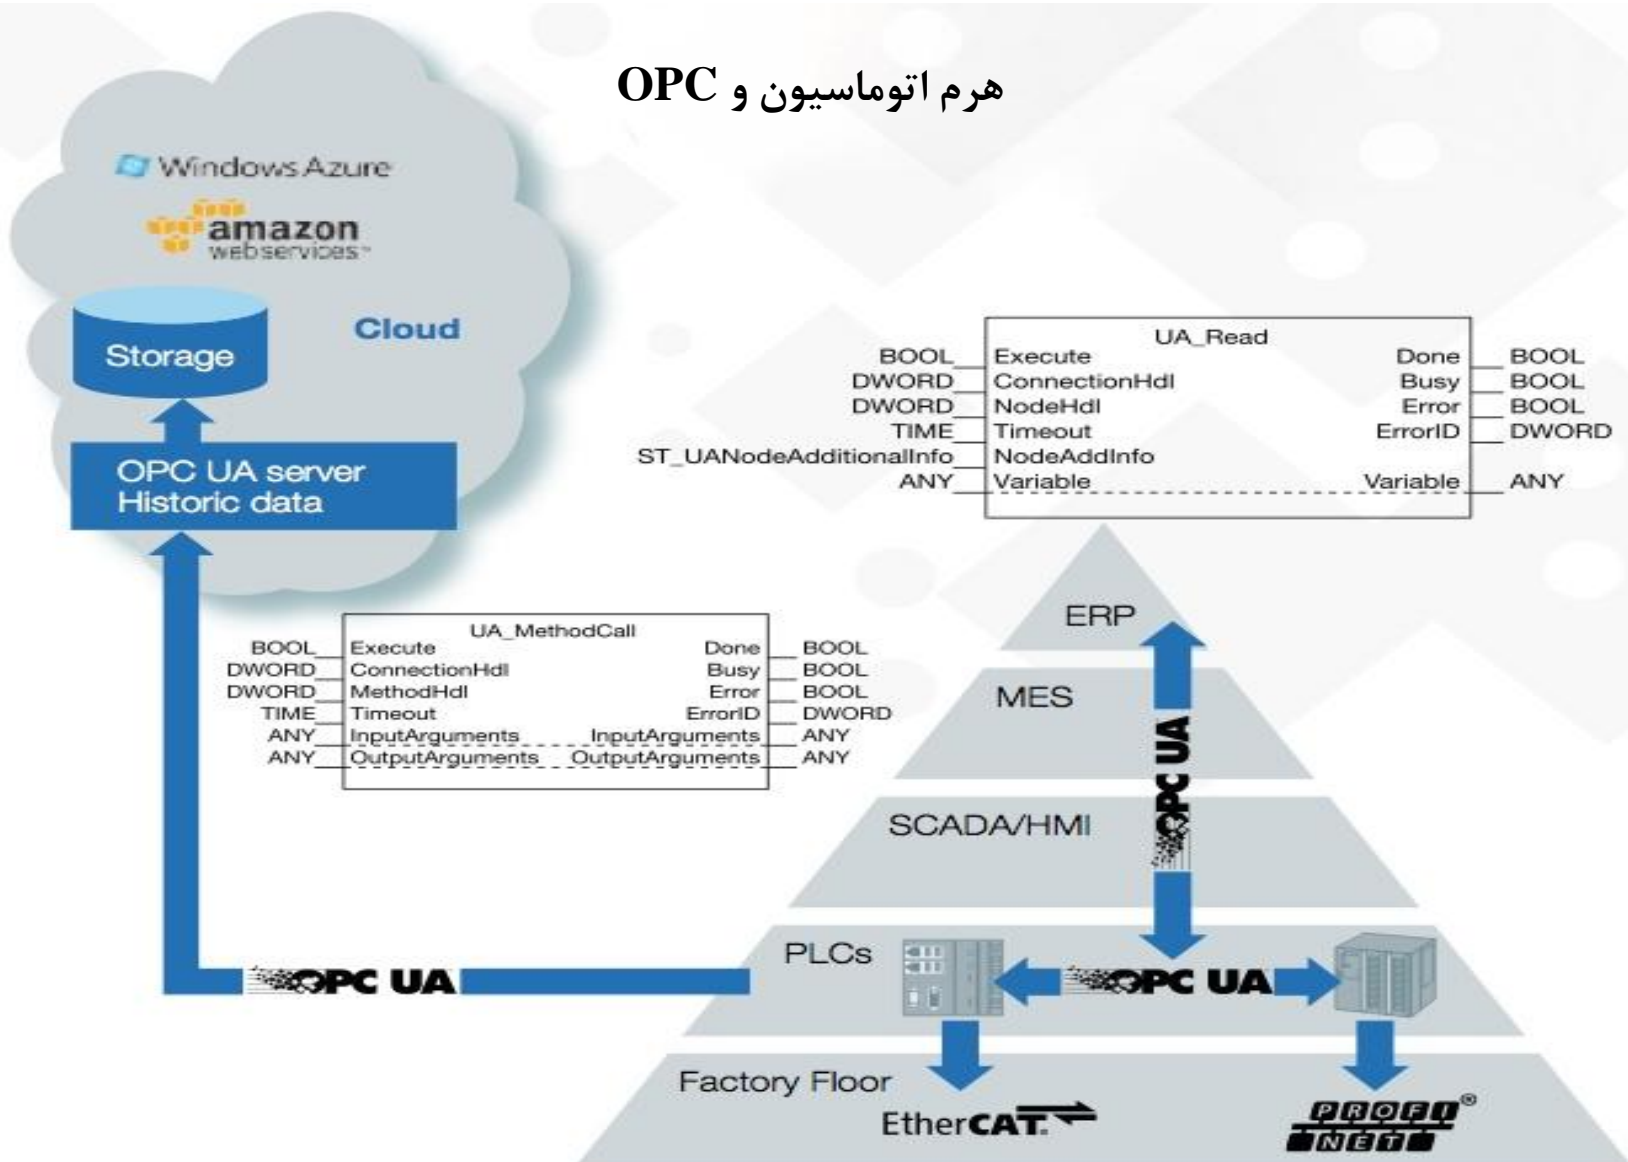 هرم اتوماسیون و OPC
Windows Azure
amazon
webservices™
Cloud
Storage
OPC UA server
Historic data
UA_Read
BOOL Execute Done BOOL
DWORD ConnectionHdl Busy BOOL
DWORD NodeHdl Error BOOL
TIME Timeout ErrorID DWORD
ST_UANodeAdditionalInfo NodeAddInfo
ANY Variable Variable ANY
UA_MethodCall
BOOL Execute Done BOOL
DWORD ConnectionHdl Busy BOOL
DWORD MethodHdl Error BOOL
TIME Timeout ErrorID DWORD
ANY InputArguments InputArguments ANY
ANY OutputArguments OutputArguments ANY
ERP
MES
OPC UA
SCADA/HMI
PLCs
OPC UA
OPC UA
Factory Floor
EtherCAT.
PROFI®
NET